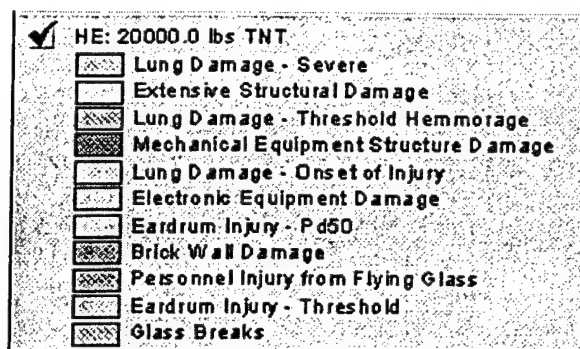 HE: 20000.0 lbs TNT
Lung Damage - Severe
Extensive Structural Damage
Lung Damage - Threshold Hemmorage
Mechanical Equipment Structure Damage
Lung Damage - Onset of Injury
Electronic Equipment Damage
Eardrum Injury - Pd50
Brick Wall Damage
Personnel Injury from Flying Glass
Eardrum Injury - Threshold
Glass Breaks